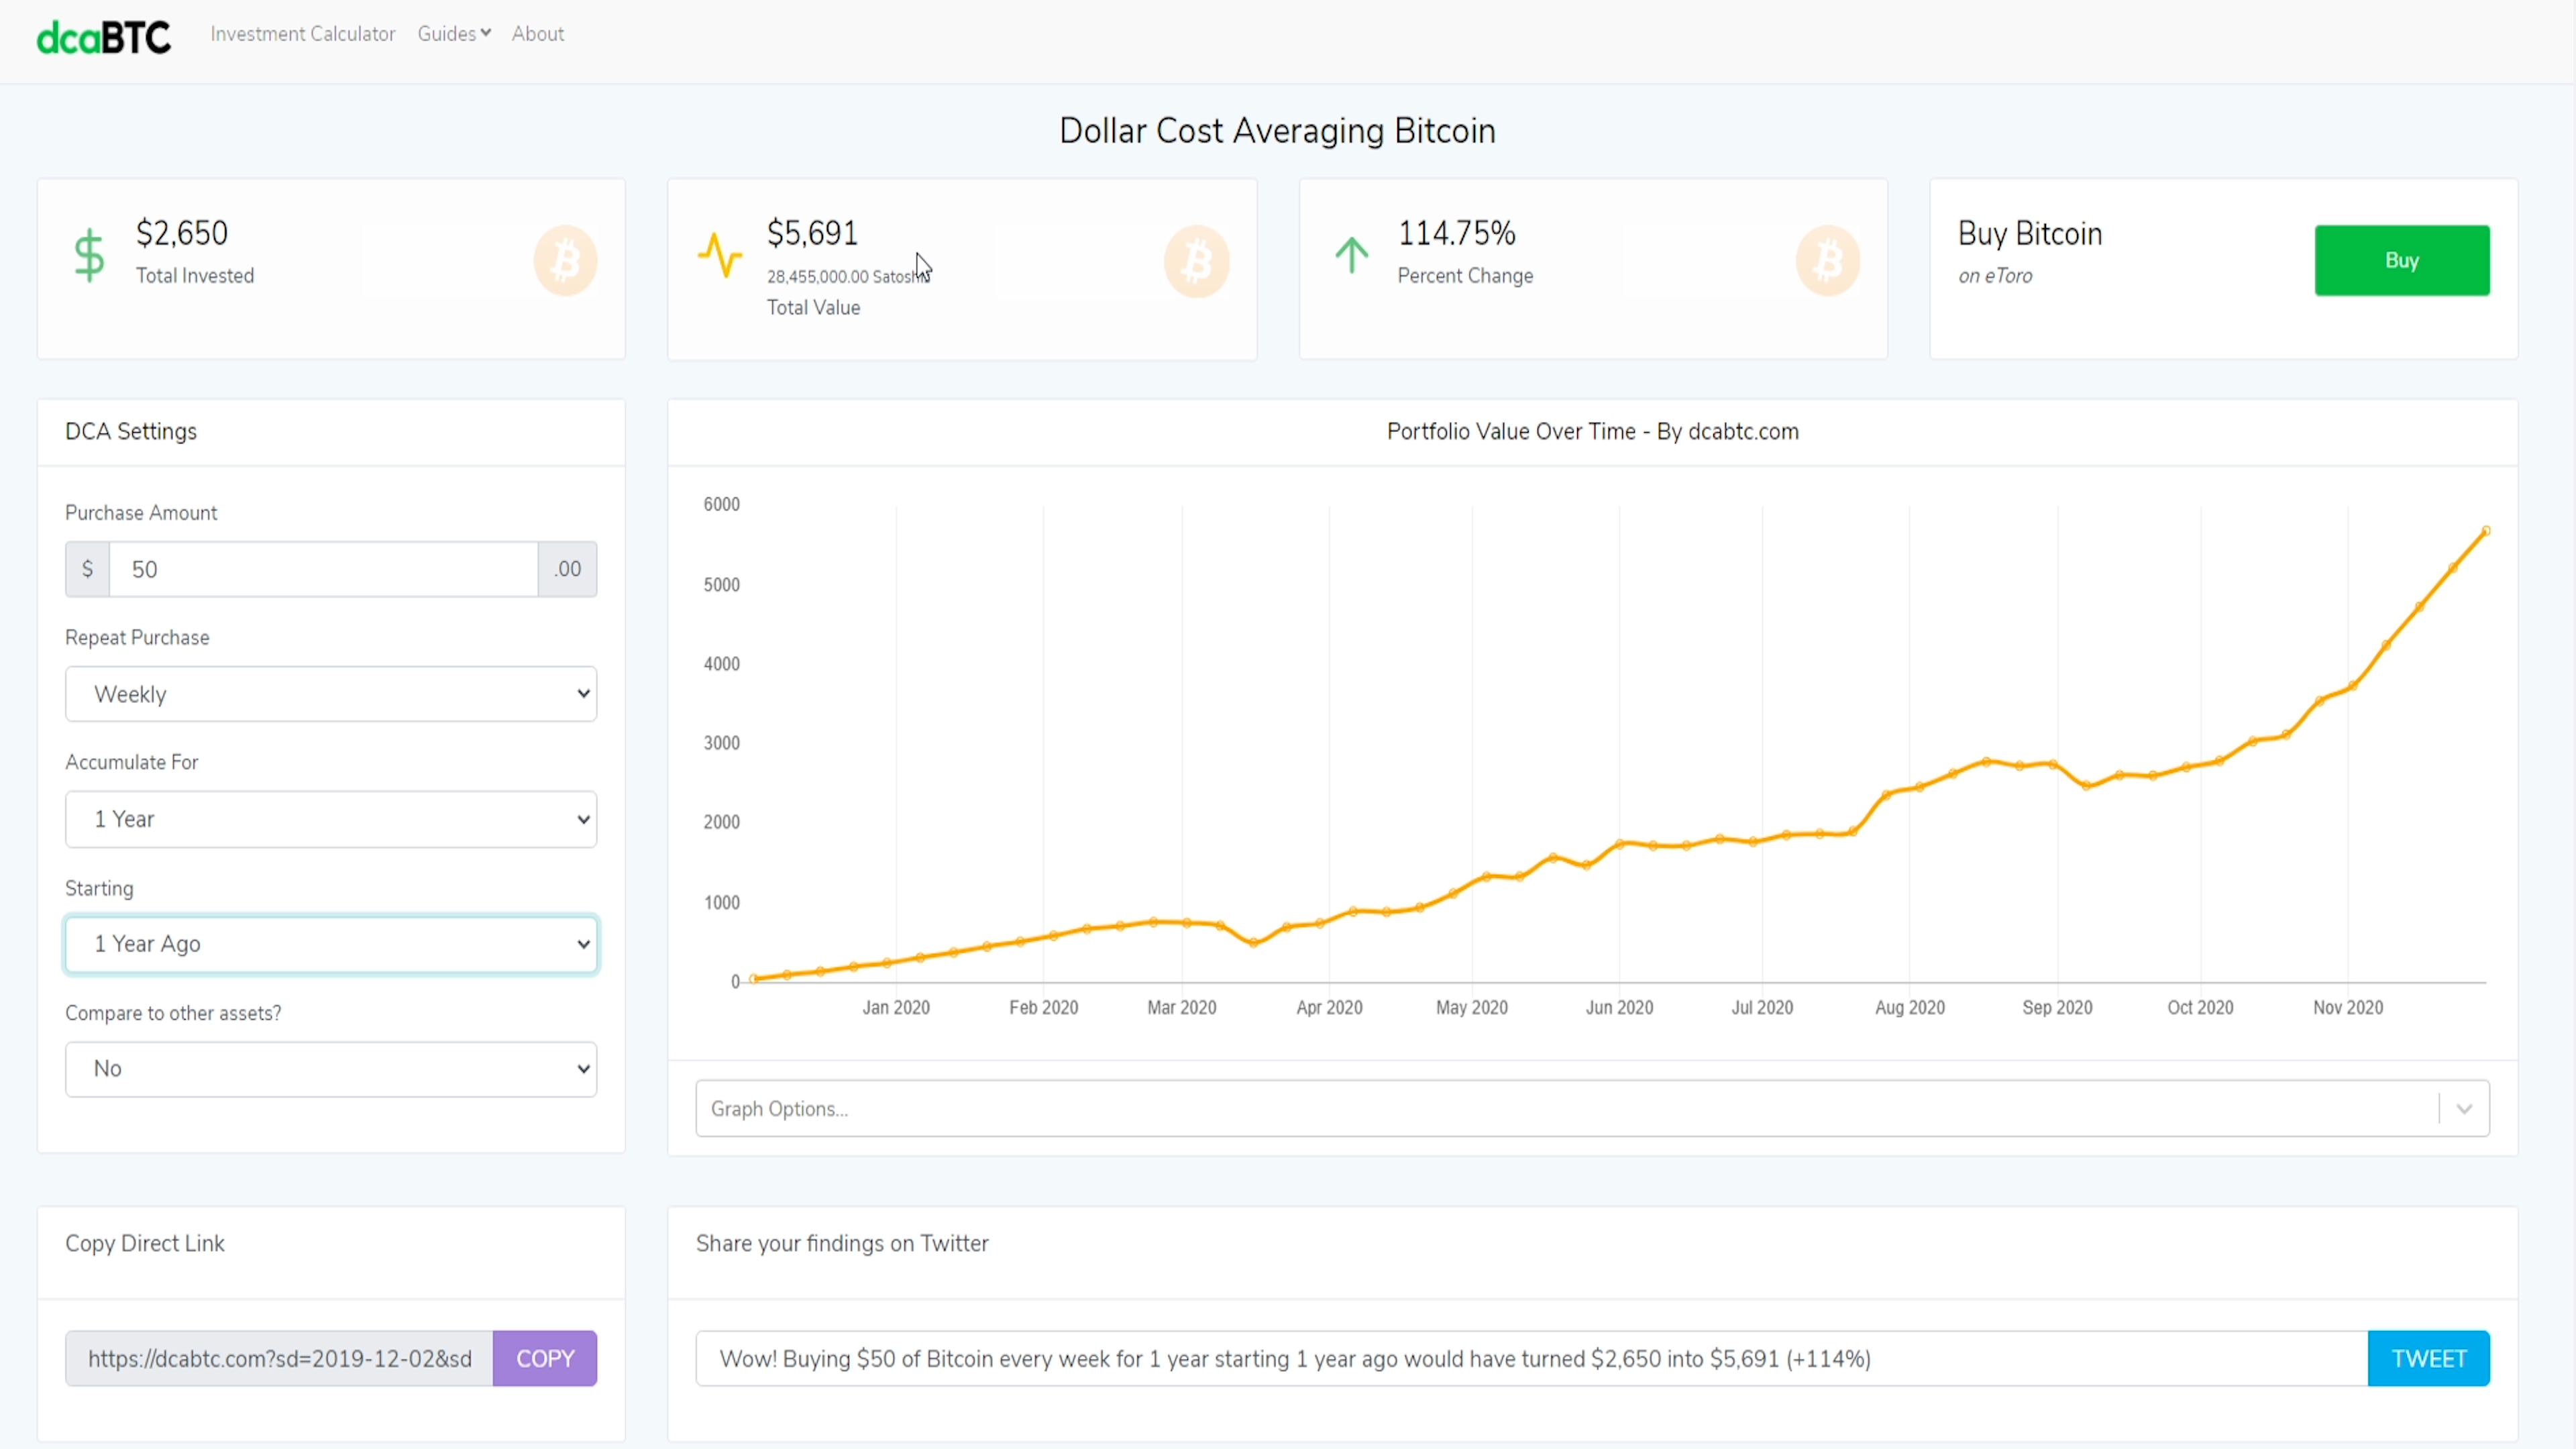 dcaBTC Investment Calculator Guides About
Dollar Cost Averaging Bitcoin
$2,650
Total Invested
$5,691
28,455,000.00 Satoshis
Total Value
114.75%
Percent Change
Buy Bitcoin
on eToro
Buy
DCA Settings
Purchase Amount
$ 50 .00
Repeat Purchase
Weekly
Accumulate For
1 Year
Starting
1 Year Ago
Compare to other assets?
No
Portfolio Value Over Time - By dcabtc.com
6000
5000
4000
3000
2000
1000
0
Jan 2020 Feb 2020 Mar 2020 Apr 2020 May 2020 Jun 2020 Jul 2020 Aug 2020 Sep 2020 Oct 2020 Nov 2020
Graph Options...
Copy Direct Link
https://dcabtc.com?sd=2019-12-02&sd COPY
Share your findings on Twitter
Wow! Buying $50 of Bitcoin every week for 1 year starting 1 year ago would have turned $2,650 into $5,691 (+114%) TWEET